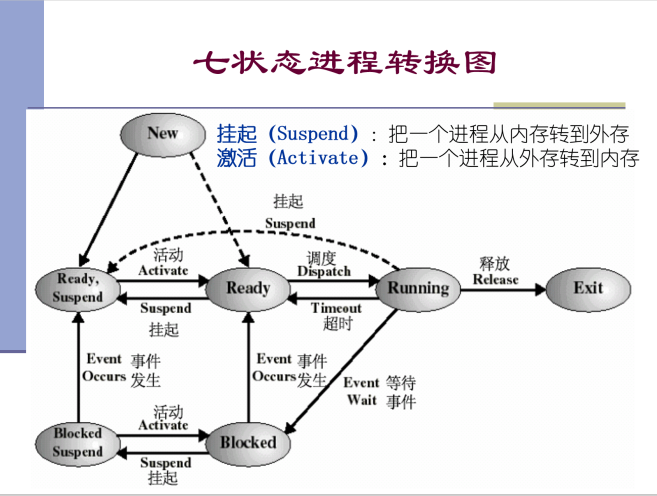 七状态进程转换图
挂起（Suspend）：把一个进程从内存转到外存
激活（Activate）：把一个进程从外存转到内存
New
挂起
Suspend
活动
Activate
调度
Dispatch
释放
Release
Ready,
Suspend
Ready
Running
Exit
Suspend
挂起
Timeout
超时
Event 事件
Occurs 发生
Event 事件
Occurs 发生
Event 等待
Wait 事件
活动
Activate
Blocked
Suspend
Blocked
Suspend
挂起